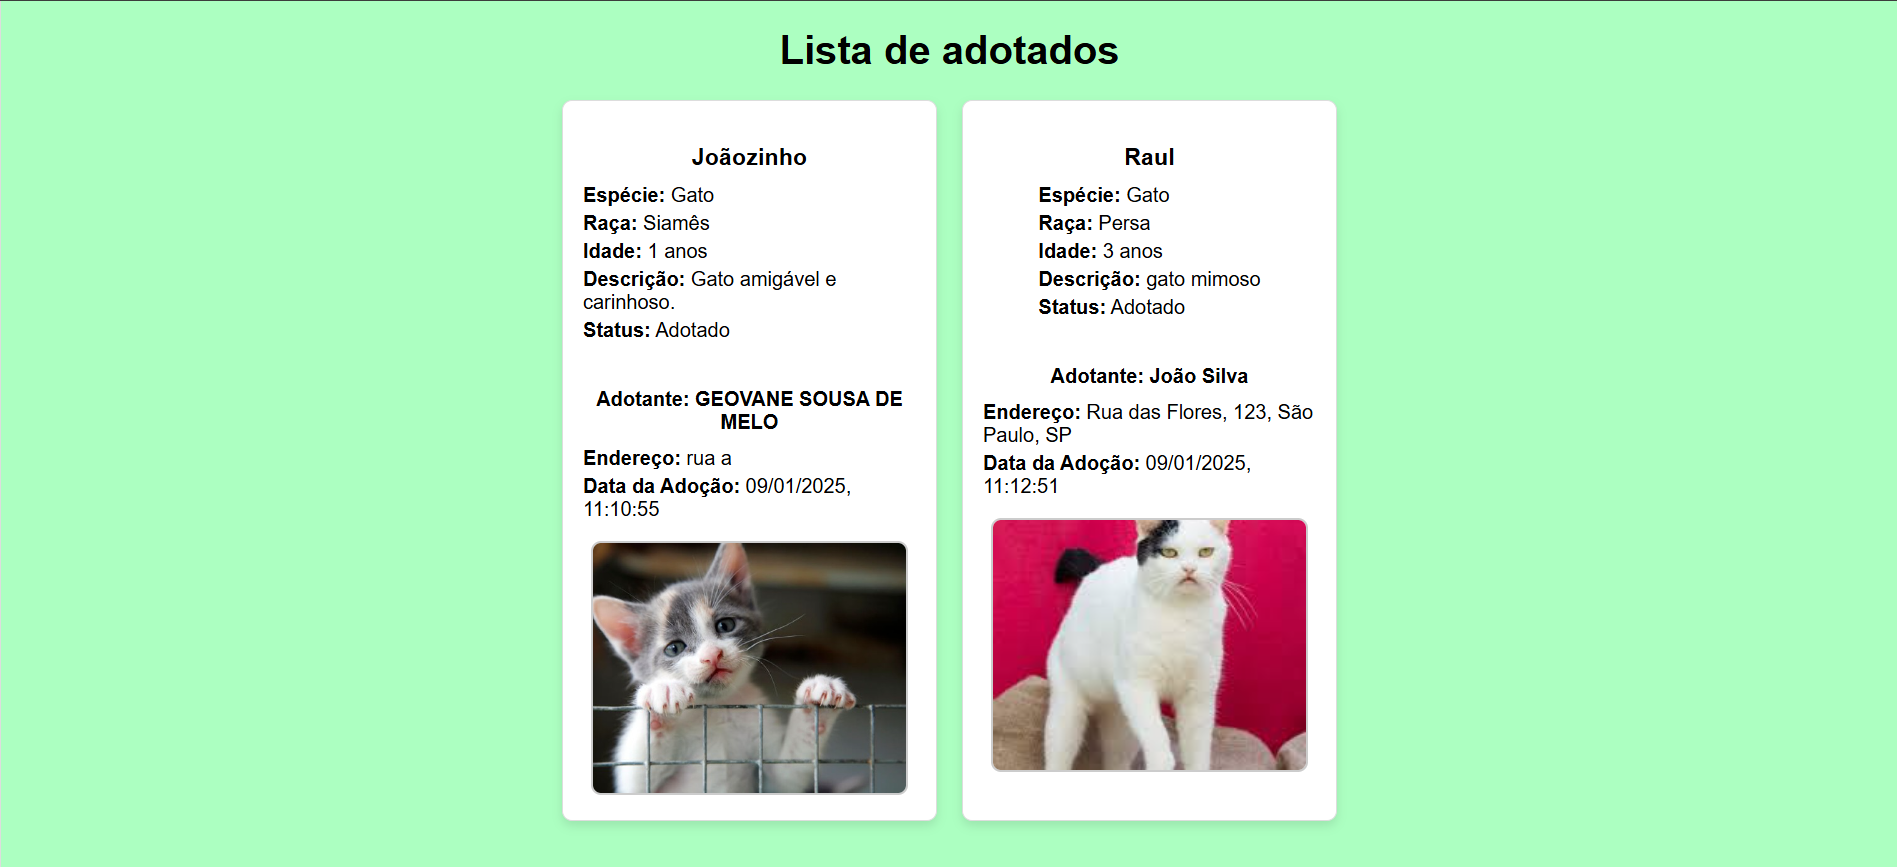 Lista de adotados
Joãozinho
Espécie: Gato
Raça: Siamês
Idade: 1 anos
Descrição: Gato amigável e
carinhoso.
Status: Adotado
Adotante: GEOVANE SOUSA DE
MELO
Endereço: rua a
Data da Adoção: 09/01/2025,
11:10:55
Raul
Espécie: Gato
Raça: Persa
Idade: 3 anos
Descrição: gato mimoso
Status: Adotado
Adotante: João Silva
Endereço: Rua das Flores, 123, São
Paulo, SP
Data da Adoção: 09/01/2025,
11:12:51